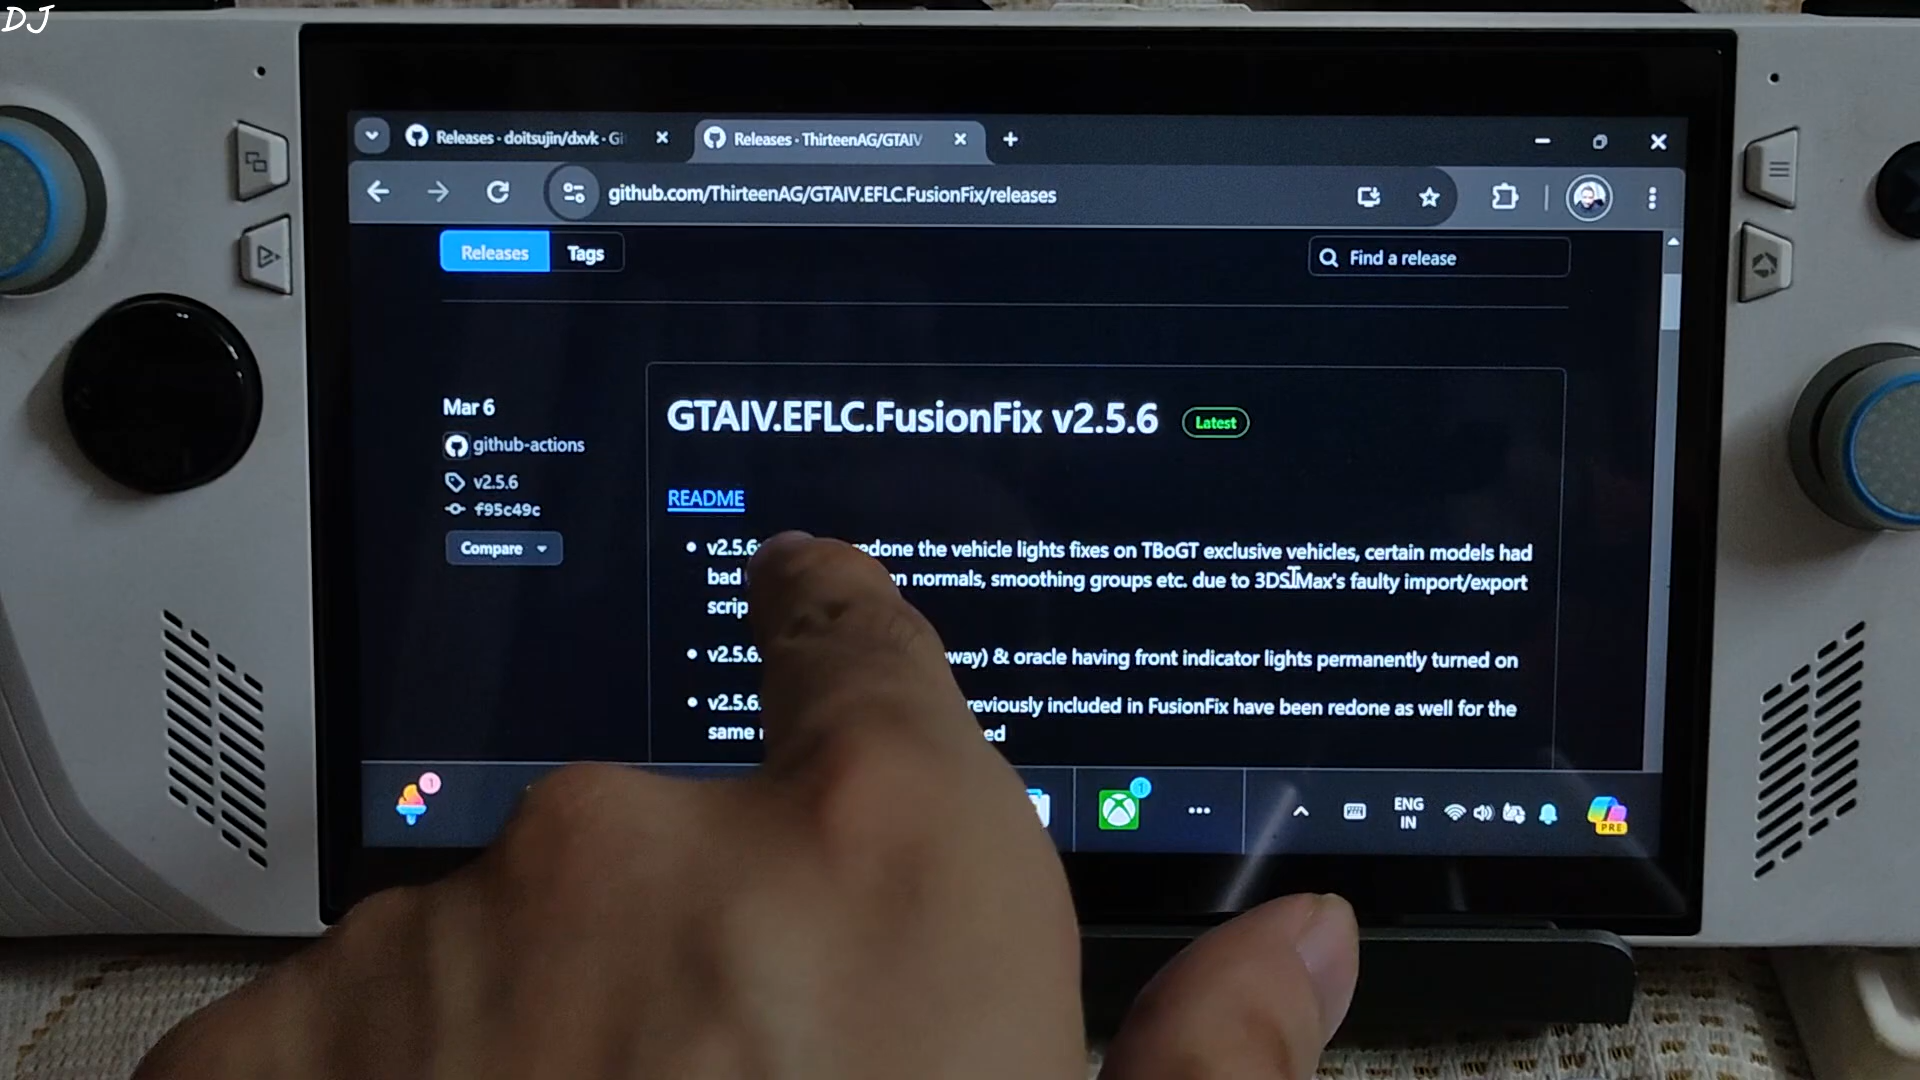 DJ
Releases · doitsujin/dxvk · Gi
Releases · ThirteenAG/GTAIV
github.com/ThirteenAG/GTAIV.EFLC.FusionFix/releases
Releases Tags
Find a release
Mar 6
github-actions
v2.5.6
f95c49c
Compare
GTAIV.EFLC.FusionFix v2.5.6 Latest
README
v2.5.6 redone the vehicle lights fixes on TBoGT exclusive vehicles, certain models had
bad normals, smoothing groups etc. due to 3DS Max's faulty import/export
scrip
v2.5.6. way) & oracle having front indicator lights permanently turned on
v2.5.6. reviously included in FusionFix have been redone as well for the
same ed
1
1
ENG
IN
PRE